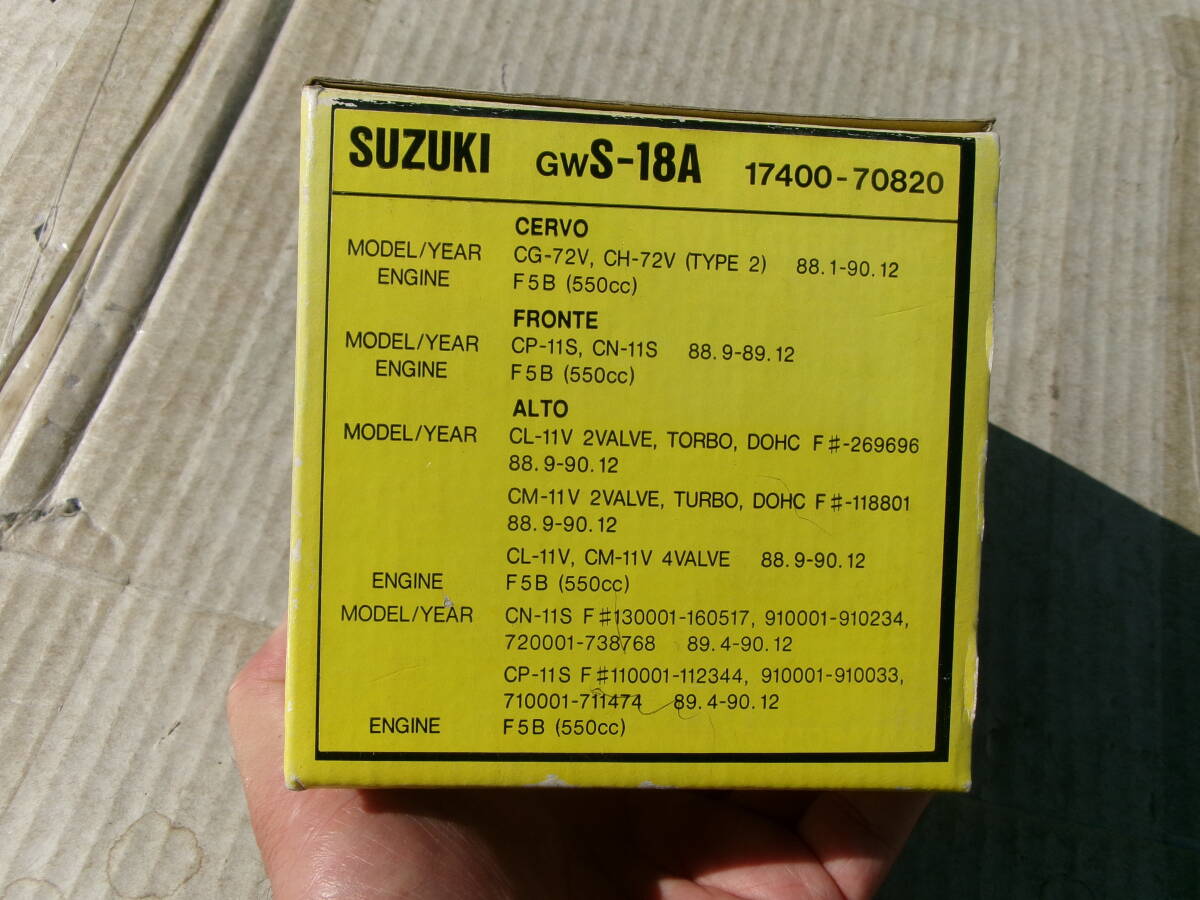 SUZUKI GWS-18A 17400-70820
CERVO
MODEL/YEAR CG-72V, CH-72V (TYPE 2) 88.1-90.12
ENGINE F5B (550cc)
FRONTE
MODEL/YEAR CP-11S, CN-11S 88.9-89.12
ENGINE F5B (550cc)
ALTO
MODEL/YEAR CL-11V 2VALVE, TORBO, DOHC F#-269696
88.9-90.12
CM-11V 2VALVE, TURBO, DOHC F#-118801
88.9-90.12
CL-11V, CM-11V 4VALVE 88.9-90.12
ENGINE F5B (550cc)
MODEL/YEAR CN-11S F#130001-160517, 910001-910234,
720001-738768 89.4-90.12
CP-11S F#110001-112344, 910001-910033,
710001-711474 89.4-90.12
ENGINE F5B (550cc)